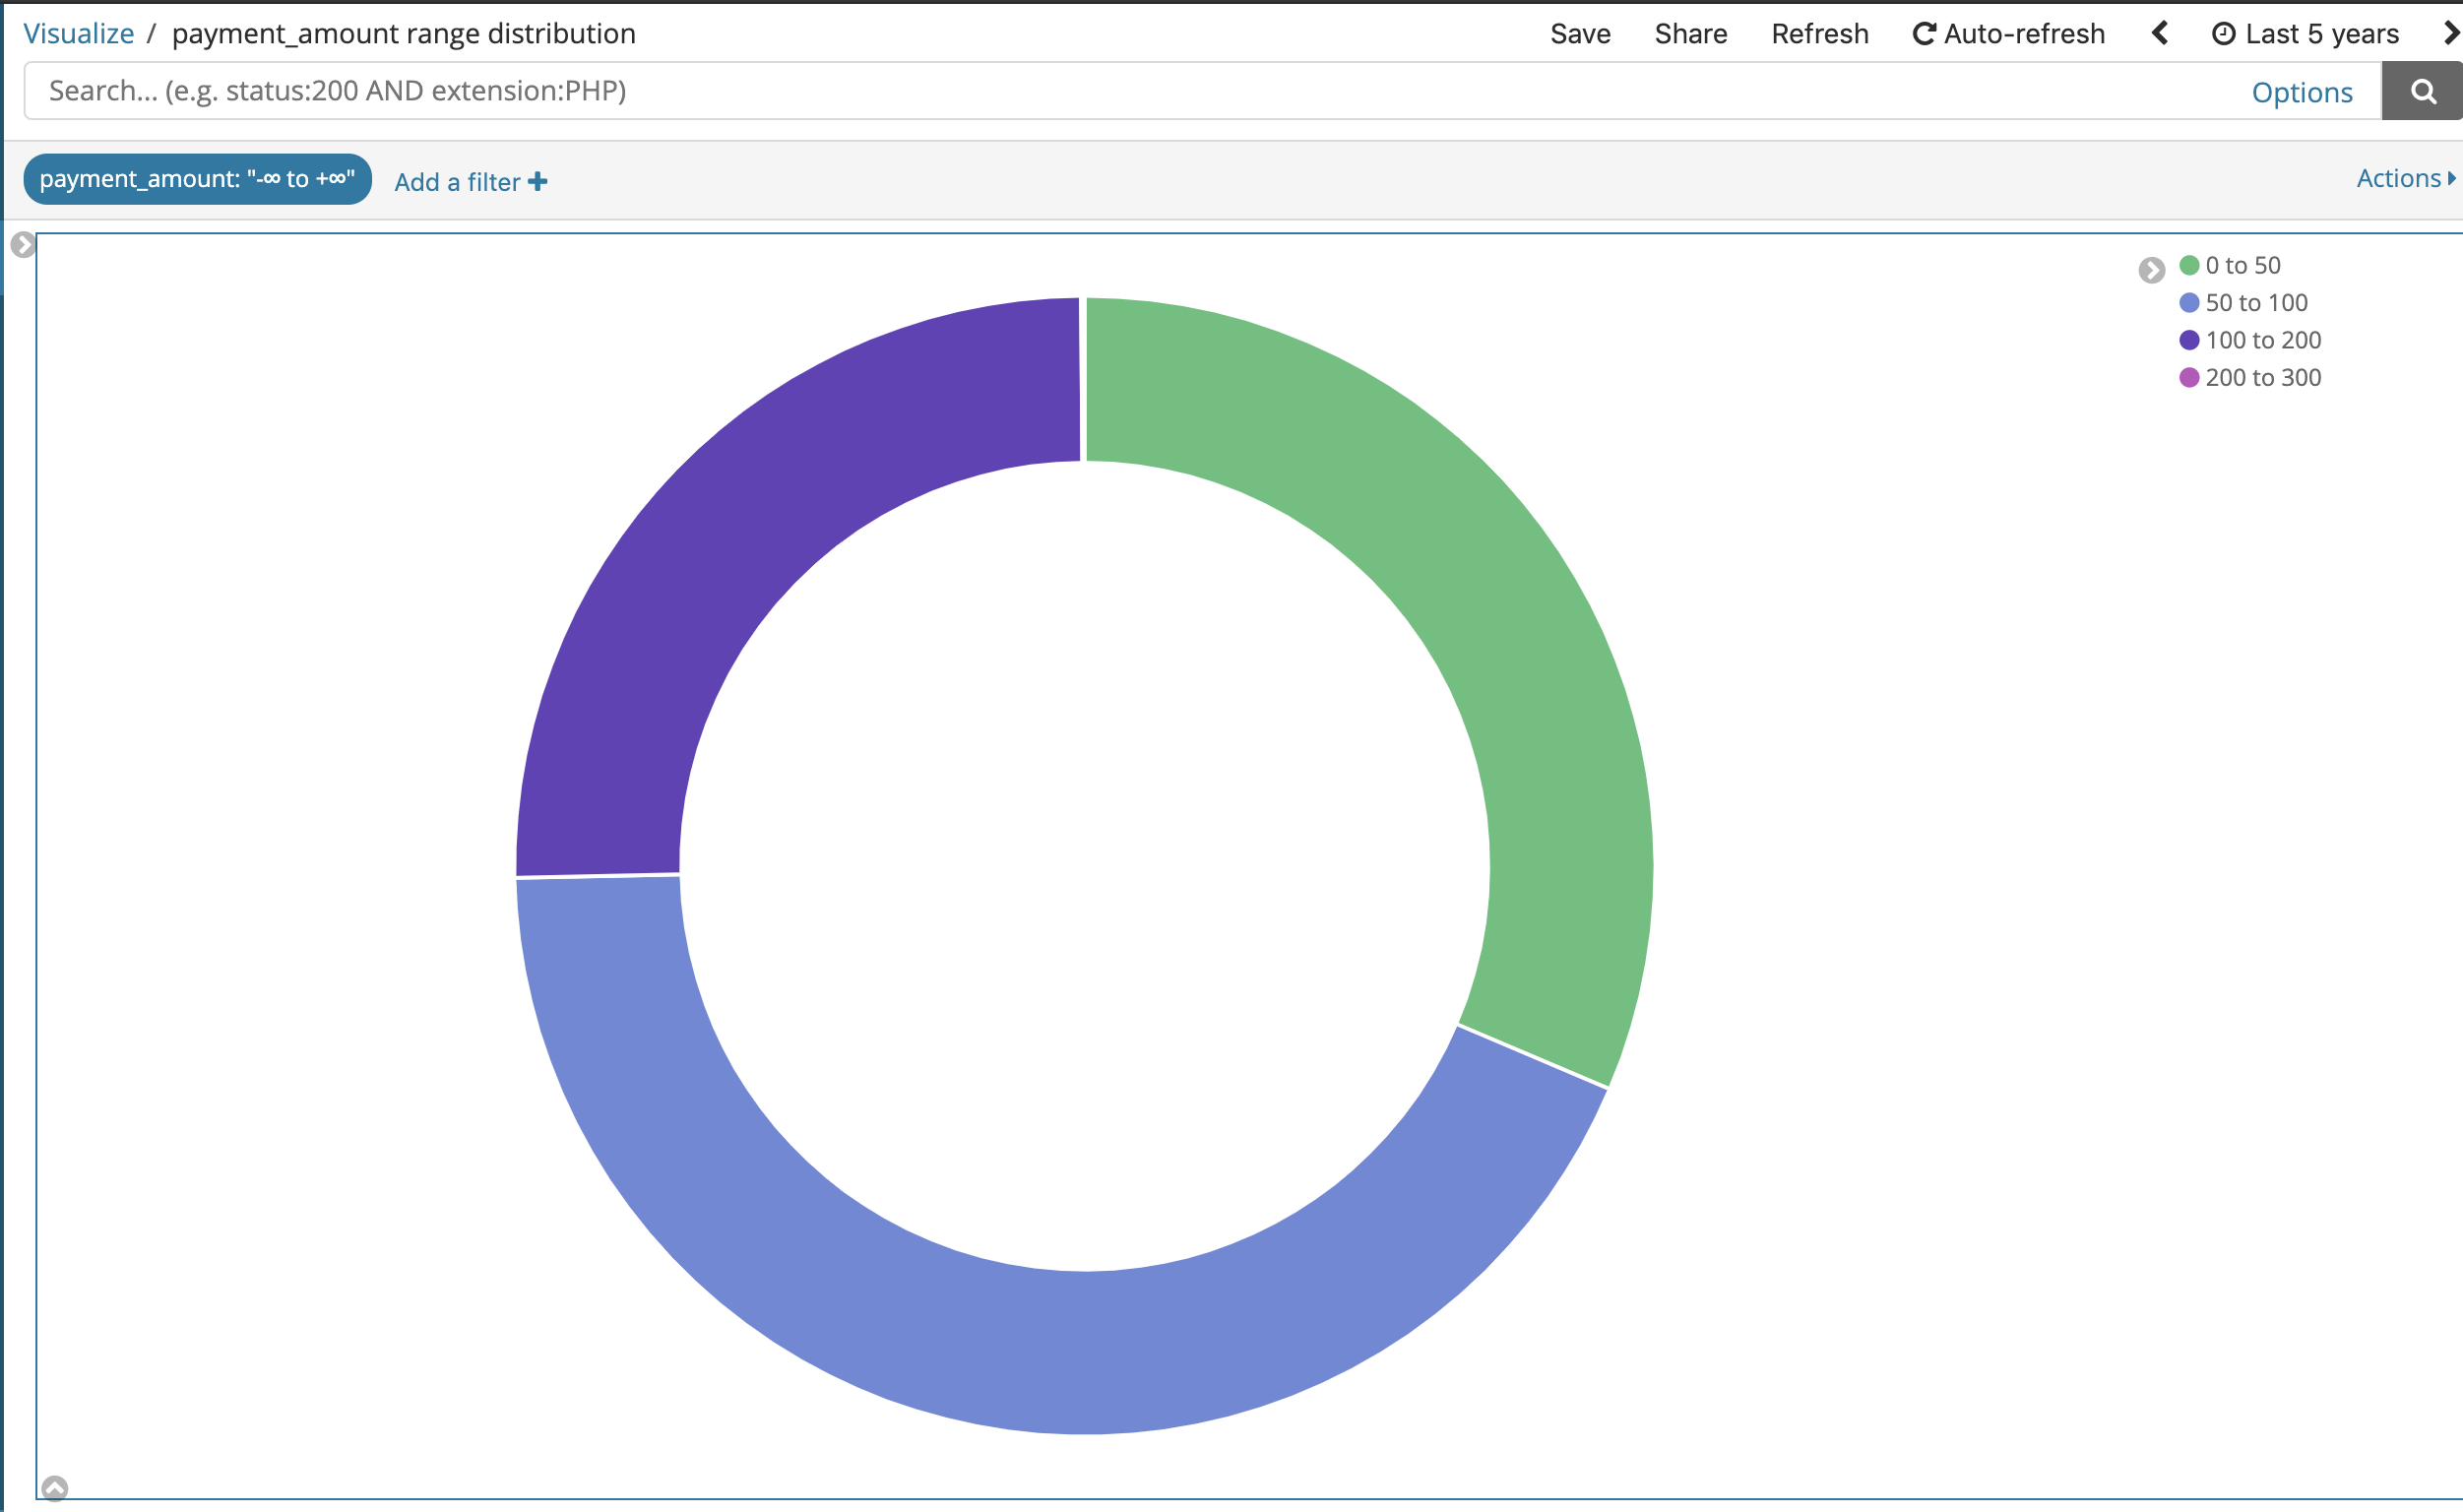 Visualize / payment_amount range distribution Save Share Refresh Auto-refresh Last 5 years
Search... (e.g. status:200 AND extension:PHP) Options
payment_amount: "-∞ to +∞" Add a filter Actions
0 to 50
50 to 100
100 to 200
200 to 300